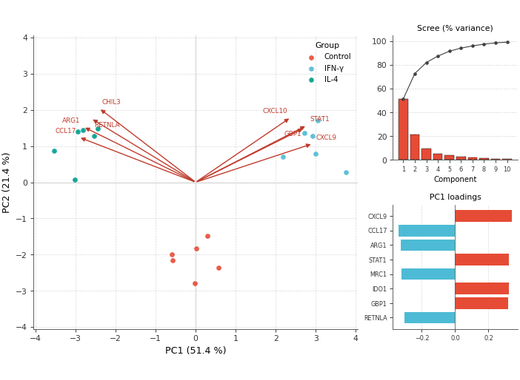 Group
Control
IFN-γ
IL-4
CHIL3
ARG1
RETNLA
CCL17
CXCL10
STAT1
GBP1
CXCL9
PC2 (21.4 %)
4
3
2
1
0
−1
−2
−3
−4
−4 −3 −2 −1 0 1 2 3 4
PC1 (51.4 %)
Scree (% variance)
100
80
60
40
20
0
1 2 3 4 5 6 7 8 9 10
Component
PC1 loadings
CXCL9
CCL17
ARG1
STAT1
MRC1
IDO1
GBP1
RETNLA
−0.2 0.0 0.2